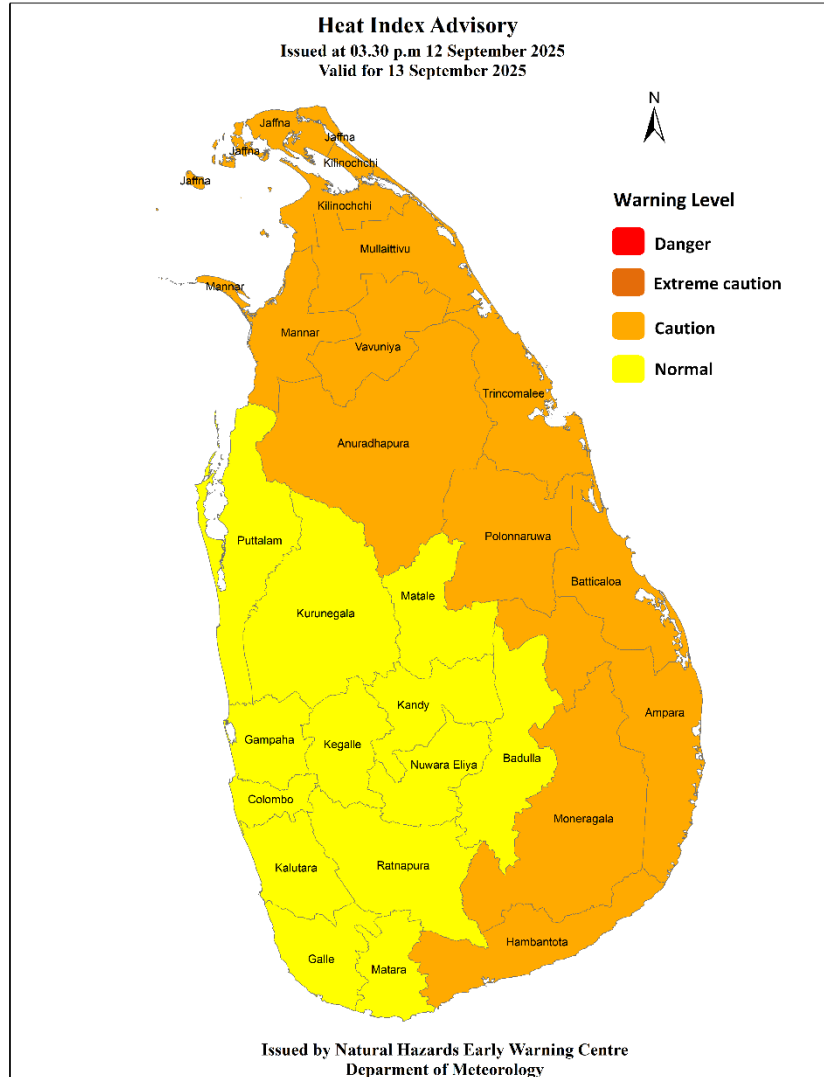 Heat Index Advisory
Issued at 03.30 p.m 12 September 2025
Valid for 13 September 2025
N
Jaffna
Jaffna
Jaffna
Kilinochchi
Jaffna
Kilinochchi
Warning Level
Danger
Mullaittivu
Extreme caution
Mannar
Caution
Mannar
Vavuniya
Normal
Trincomalee
Anuradhapura
Polonnaruwa
Puttalam
Batticaloa
Matale
Kurunegala
Kandy
Ampara
Gampaha
Kegalle
Badulla
Nuwara Eliya
Colombo
Moneragala
Ratnapura
Kalutara
Hambantota
Galle
Matara
Issued by Natural Hazards Early Warning Centre
Deparment of Meteorology